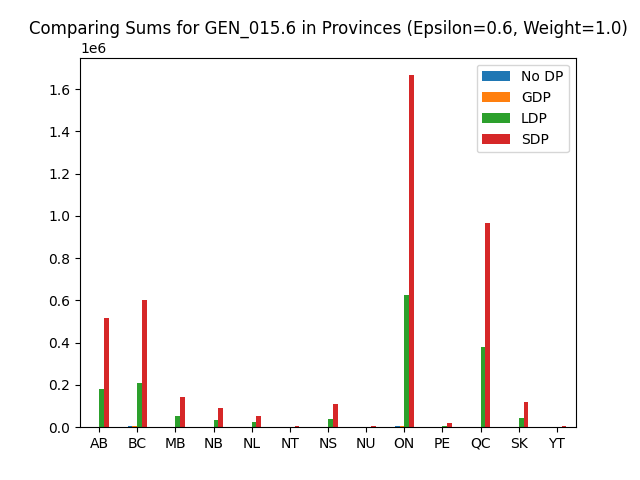 Comparing Sums for GEN_015.6 in Provinces (Epsilon=0.6, Weight=1.0)
1e6
No DP
GDP
LDP
SDP
1.6
1.4
1.2
1.0
0.8
0.6
0.4
0.2
0.0
AB BC MB NB NL NT NS NU ON PE QC SK YT